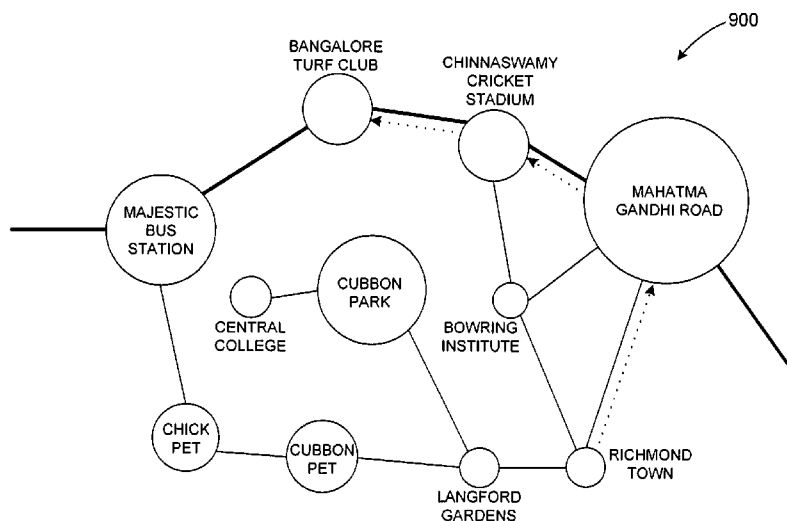 900
BANGALORE
TURF CLUB
CHINNASWAMY
CRICKET
STADIUM
MAHATMA
GANDHI ROAD
MAJESTIC
BUS
STATION
CUBBON
PARK
CENTRAL
COLLEGE
BOWRING
INSTITUTE
CHICK
PET
CUBBON
PET
LANGFORD
GARDENS
RICHMOND
TOWN